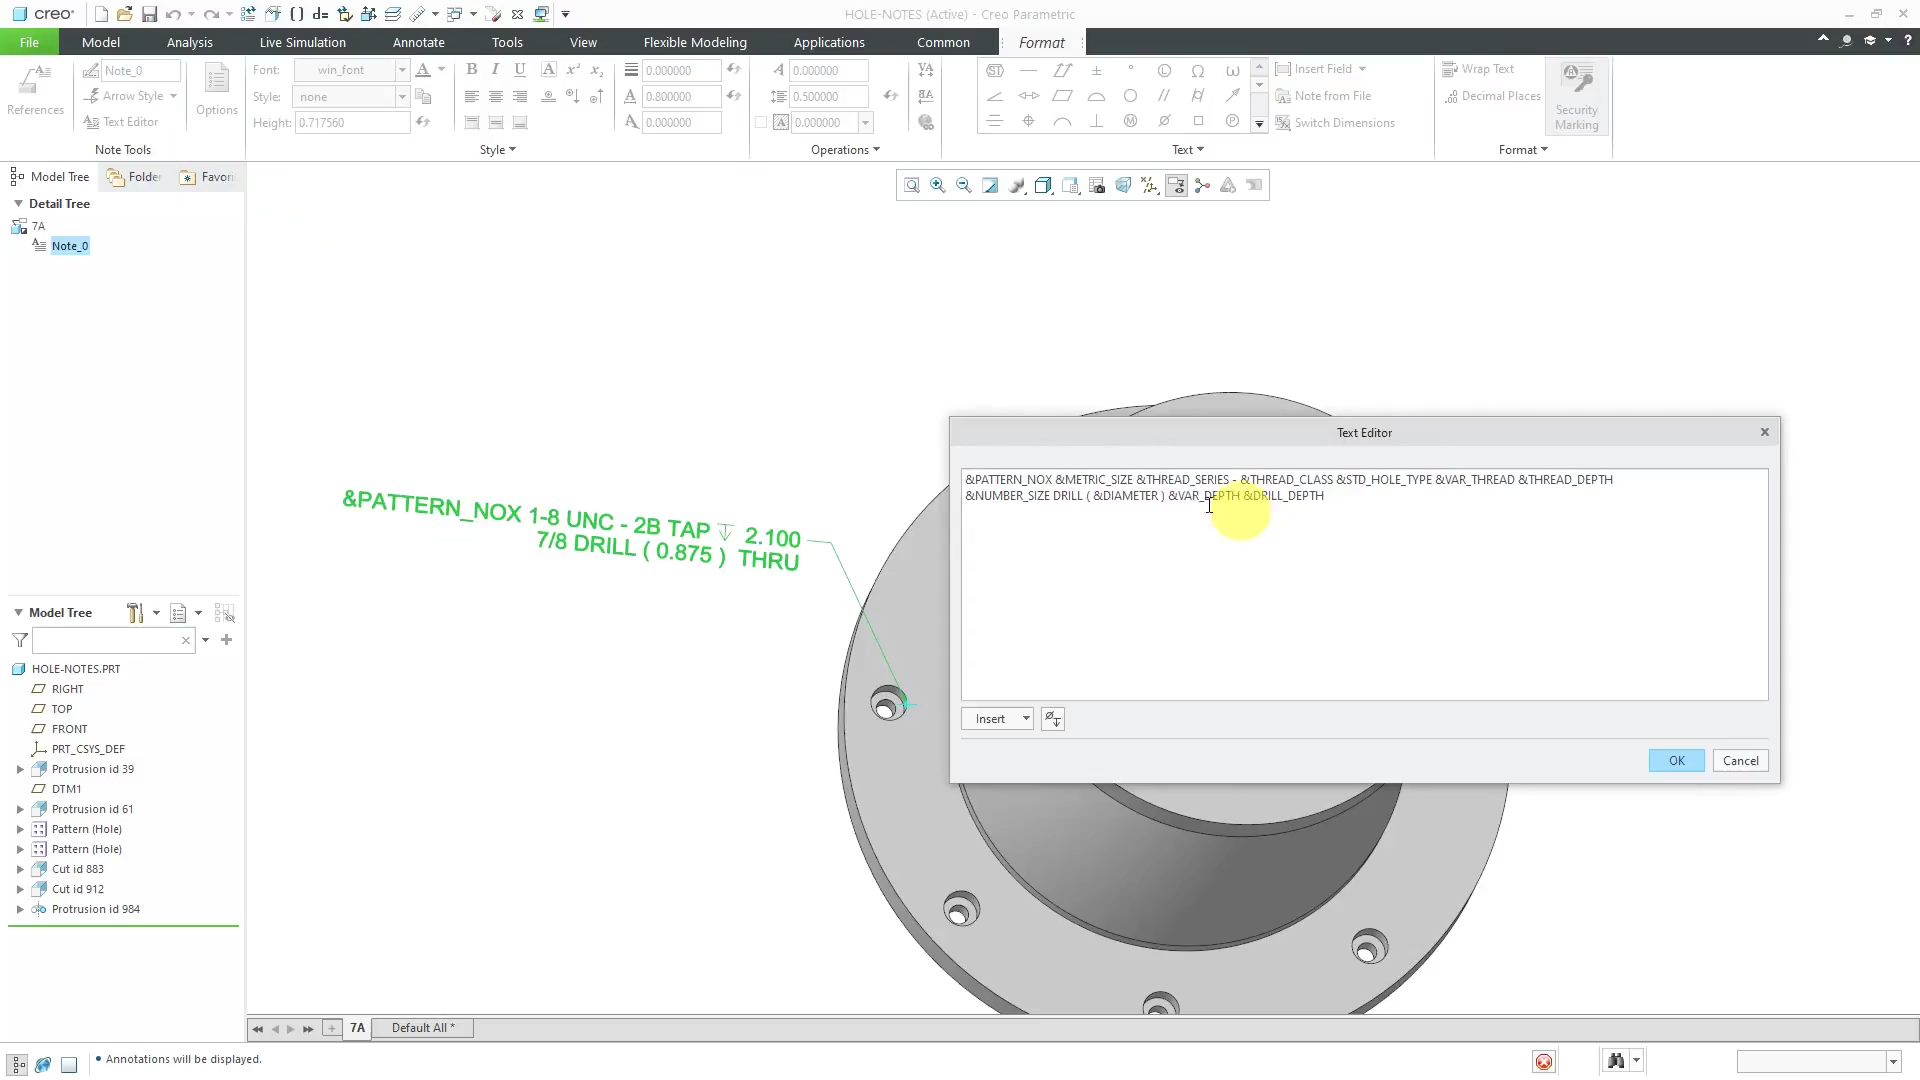 creo
HOLE-NOTES (Active) - Creo Parametric
File
Model
Analysis
Live Simulation
Annotate
Tools
View
Flexible Modeling
Applications
Common
Format
References
Note_0
Arrow Style
Text Editor
Note Tools
Options
Font: win_font
Style: none
Height: 0.717560
0.000000
0.800000
0.000000
Style
0.000000
0.500000
0.000000
Operations
Text
Insert Field
Note from File
Switch Dimensions
Wrap Text
Decimal Places
Format
Security
Marking
Model Tree
Folder
Favori
Detail Tree
7A
Note_0
&PATTERN_NOX 1-8 UNC - 2B TAP ↧ 2.100
7/8 DRILL ( 0.875 ) THRU
Text Editor
&PATTERN_NOX &METRIC_SIZE &THREAD_SERIES - &THREAD_CLASS &STD_HOLE_TYPE &VAR_THREAD &THREAD_DEPTH
&NUMBER_SIZE DRILL ( &DIAMETER ) &VAR_DEPTH &DRILL_DEPTH
Insert
OK
Cancel
Model Tree
HOLE-NOTES.PRT
RIGHT
TOP
FRONT
PRT_CSYS_DEF
Protrusion id 39
DTM1
Protrusion id 61
Pattern (Hole)
Pattern (Hole)
Cut id 883
Cut id 912
Protrusion id 984
7A
Default All *
• Annotations will be displayed.